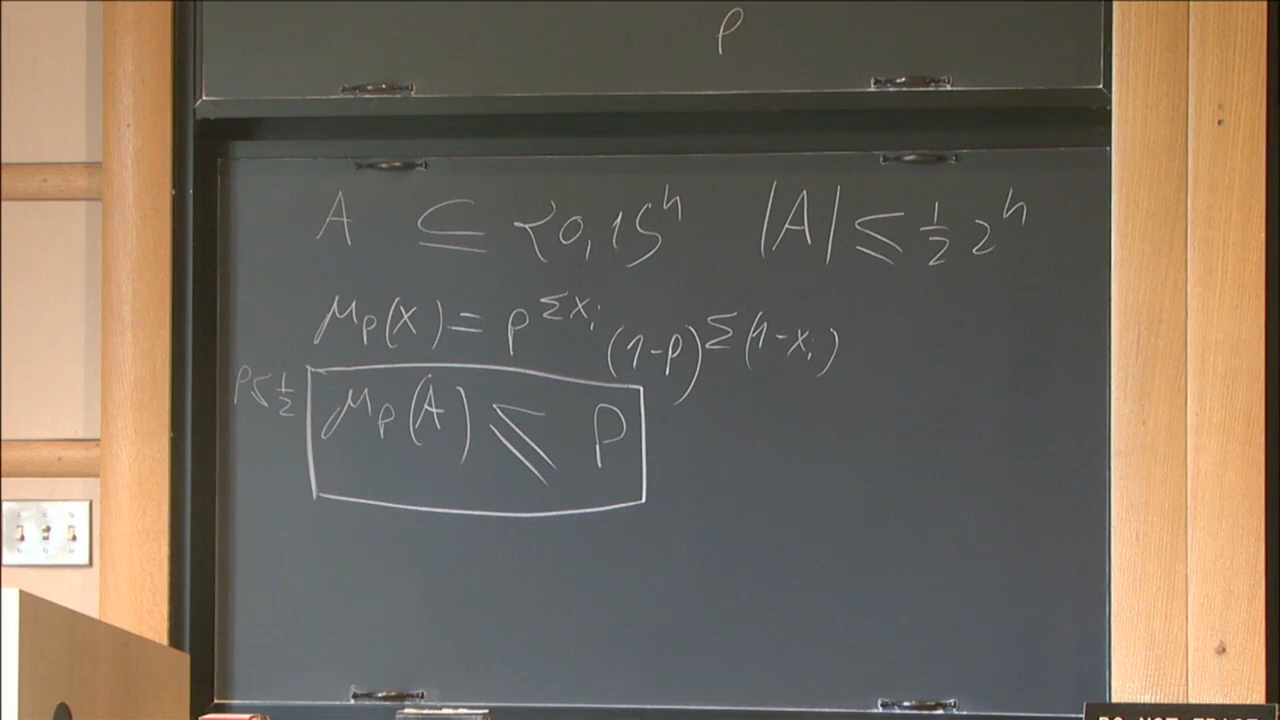 ρ
A ⊆ {0,1}^n |A| ≤ 1/2 2^n
μ_p(x) = p^{Σx_i} (1-p)^{Σ(1-x_i)}
p≤1/2 μ_p(A) ≤ p